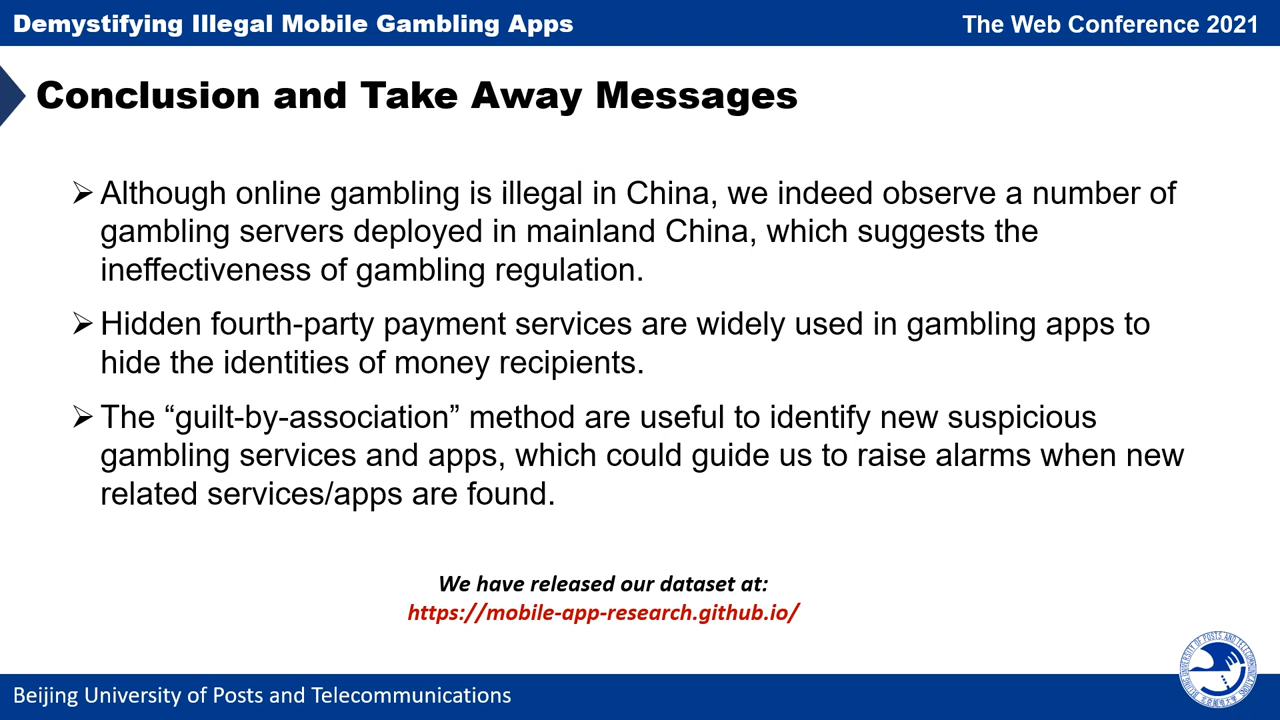 Demystifying Illegal Mobile Gambling Apps
The Web Conference 2021
Conclusion and Take Away Messages
Although online gambling is illegal in China, we indeed observe a number of
gambling servers deployed in mainland China, which suggests the
ineffectiveness of gambling regulation.
Hidden fourth-party payment services are widely used in gambling apps to
hide the identities of money recipients.
The “guilt-by-association” method are useful to identify new suspicious
gambling services and apps, which could guide us to raise alarms when new
related services/apps are found.
We have released our dataset at:
https://mobile-app-research.github.io/
Beijing University of Posts and Telecommunications